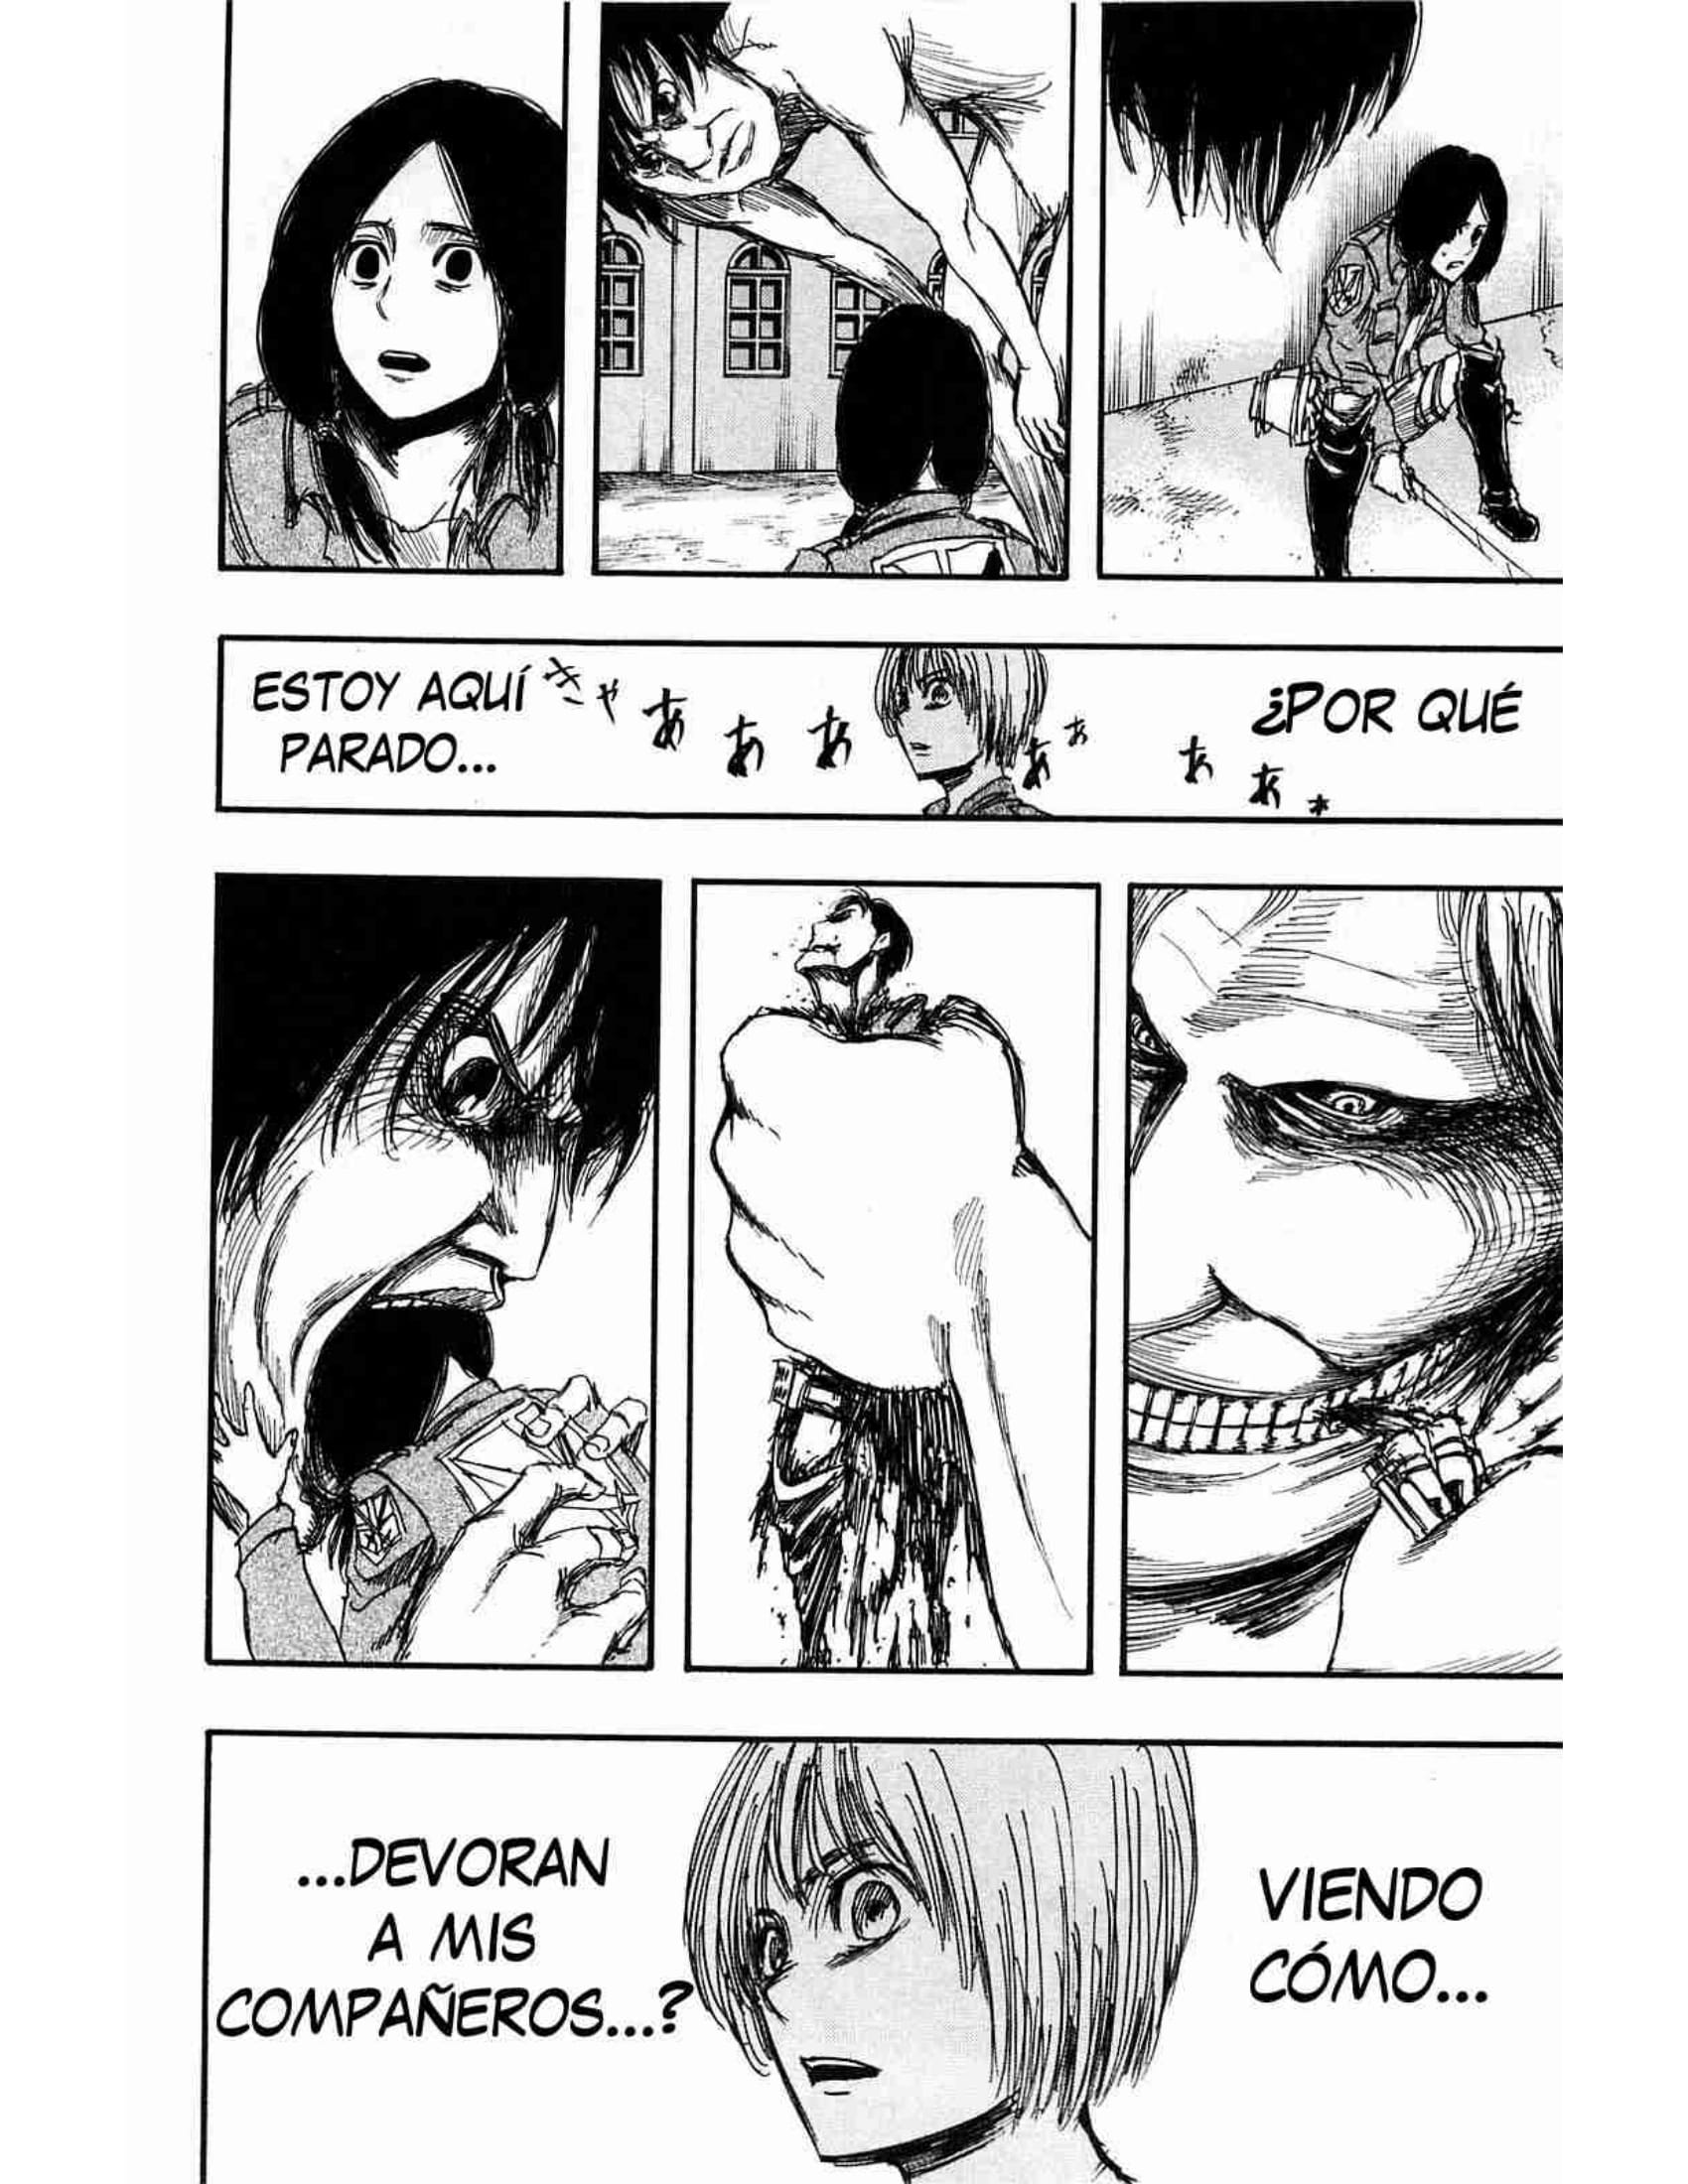 ¿POR QUÉ
きゃあああああああ
ESTOY AQUÍ
PARADO...
VIENDO
CÓMO...
...DEVORAN
A MIS
COMPAÑEROS...?